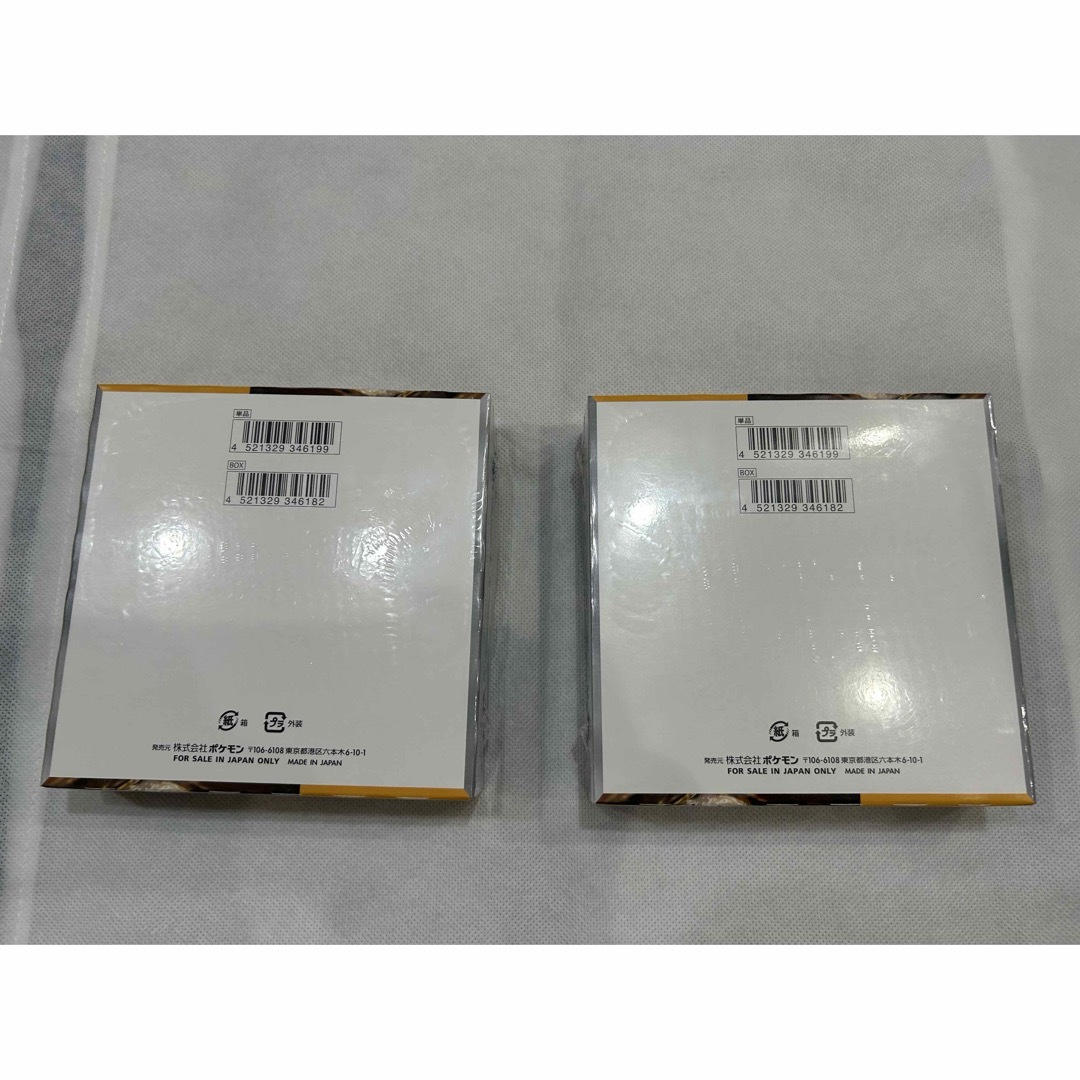 単品
4 521329 346199
BOX
4 521329 346182
紙 箱 プラ 外装
発売元 株式会社ポケモン 〒106-6108 東京都港区六本木6-10-1
FOR SALE IN JAPAN ONLY MADE IN JAPAN
単品
4 521329 346199
BOX
4 521329 346182
紙 箱 プラ 外装
発売元 株式会社ポケモン 〒106-6108 東京都港区六本木6-10-1
FOR SALE IN JAPAN ONLY MADE IN JAPAN